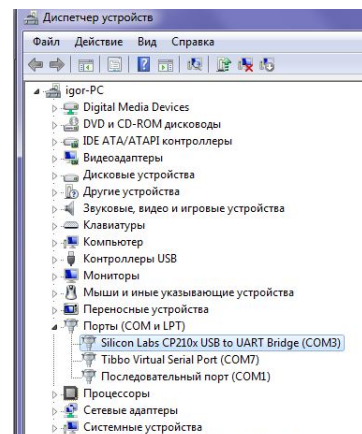 Диспетчер устройств
Файл Действие Вид Справка
igor-PC
Digital Media Devices
DVD и CD-ROM дисководы
IDE ATA/ATAPI контроллеры
Видеоадаптеры
Дисковые устройства
Другие устройства
Звуковые, видео и игровые устройства
Клавиатуры
Компьютер
Контроллеры USB
Мониторы
Мыши и иные указывающие устройства
Переносные устройства
Порты (COM и LPT)
Silicon Labs CP210x USB to UART Bridge (COM3)
Tibbo Virtual Serial Port (COM7)
Последовательный порт (COM1)
Процессоры
Сетевые адаптеры
Системные устройства